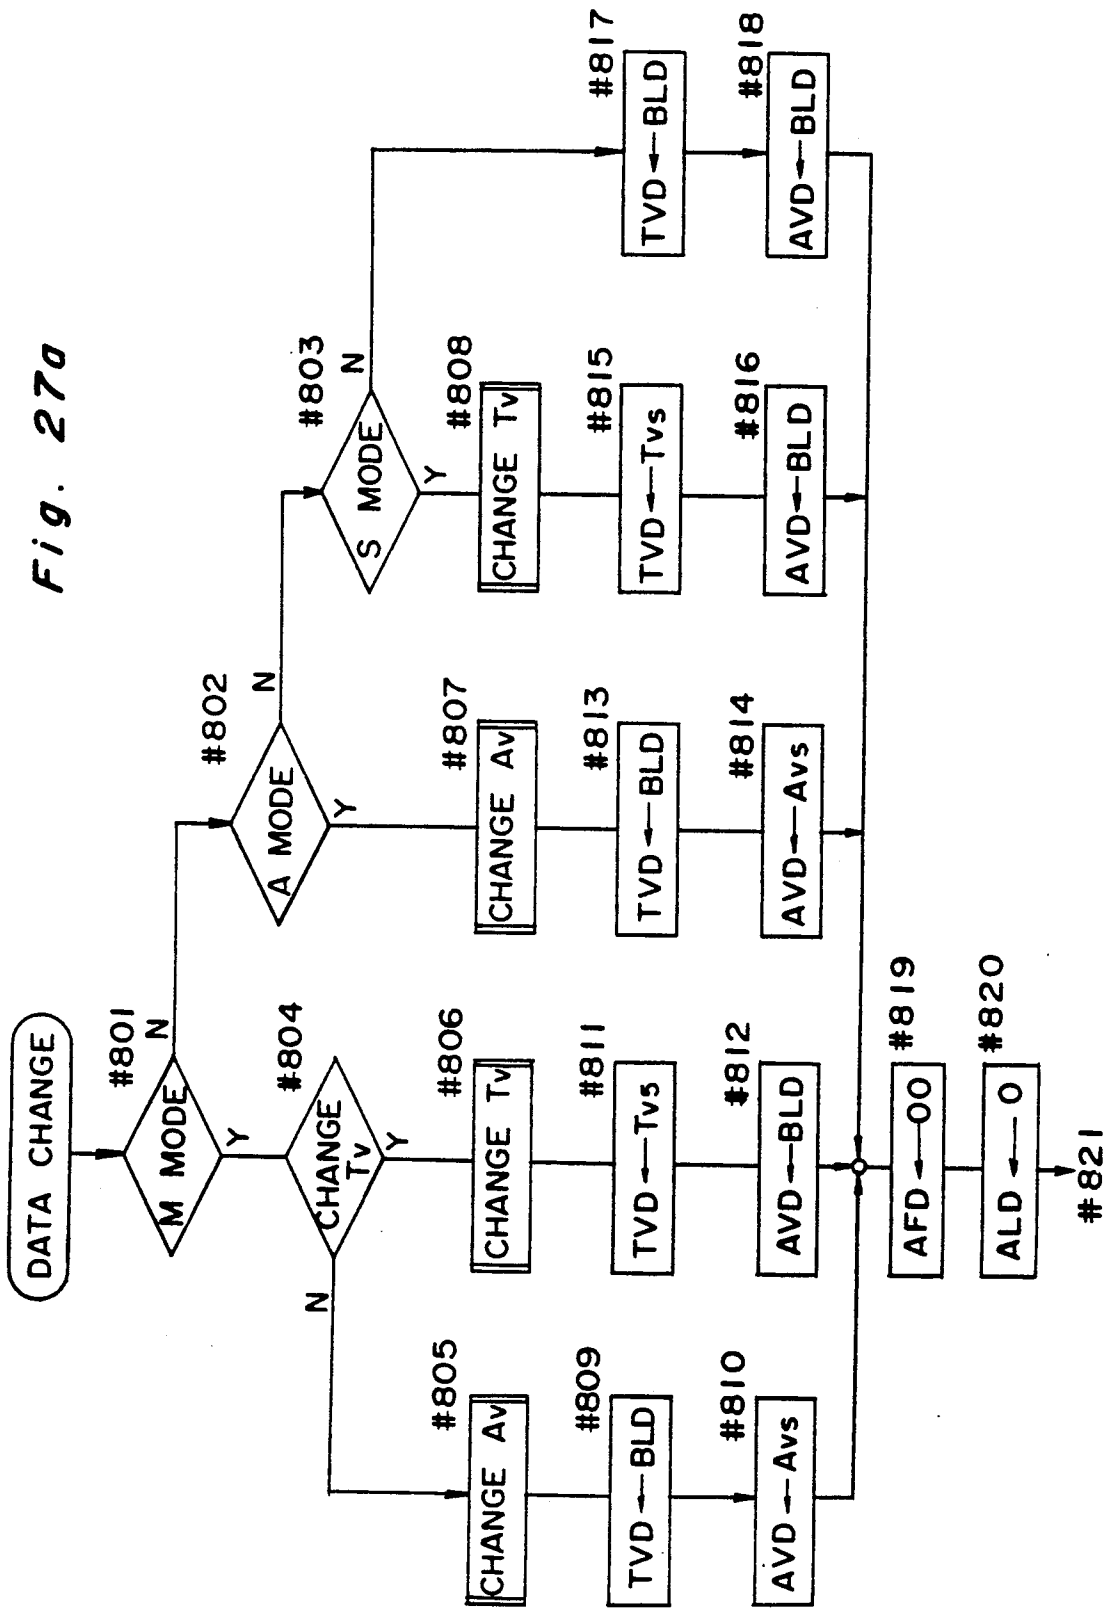 Fig. 27a
DATA CHANGE
#801
M MODE
N
Y
#802
A MODE
N
Y
#803
S MODE
N
Y
#804
CHANGE
Tv
N
Y
#805
CHANGE Av
#806
CHANGE Tv
#807
CHANGE Av
#808
CHANGE Tv
#809
TVD←BLD
#810
AVD←Avs
#811
TVD←Tvs
#812
AVD←BLD
#813
TVD←BLD
#814
AVD←Avs
#815
TVD←Tvs
#816
AVD←BLD
#817
TVD←BLD
#818
AVD←BLD
#819
AFD←00
#820
ALD←0
#821